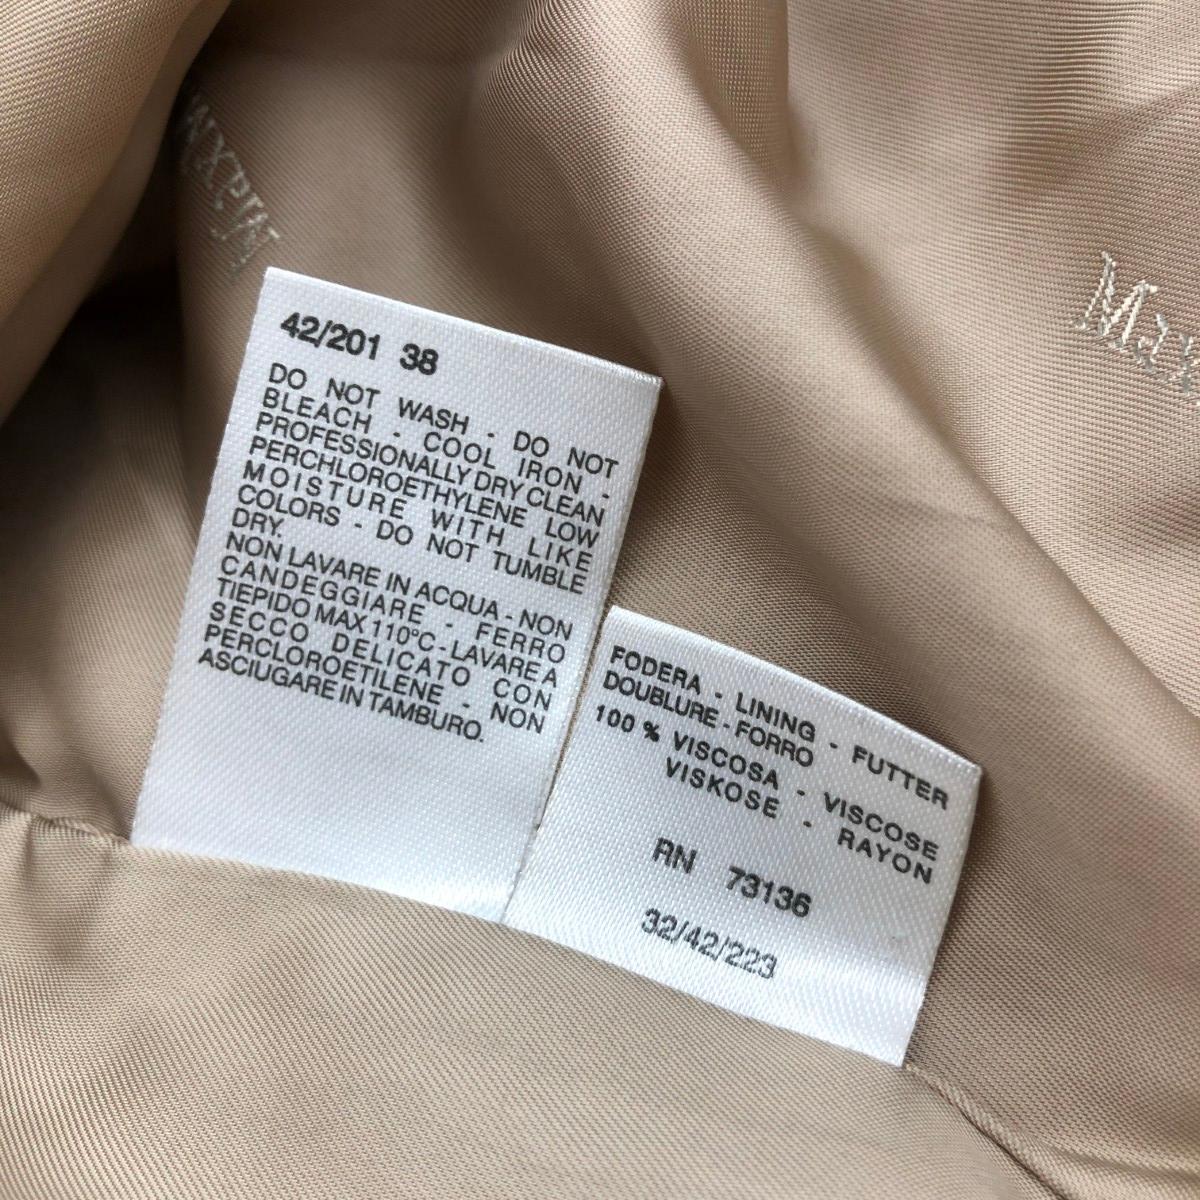 42/201 38
DO NOT WASH - DO NOT
BLEACH - COOL IRON -
PROFESSIONALLY DRY CLEAN
PERCHLOROETHYLENE LOW
MOISTURE WITH LIKE
COLORS - DO NOT TUMBLE
DRY.
NON LAVARE IN ACQUA - NON
CANDEGGIARE - FERRO
TIEPIDO MAX 110°C - LAVARE A
SECCO DELICATO CON
PERCLOROETILENE - NON
ASCIUGARE IN TAMBURO.
FODERA - LINING - FUTTER
DOUBLURE - FORRO
100 % VISCOSA - VISCOSE
VISKOSE - RAYON
RN 73136
32/42/223
MaxM
Max